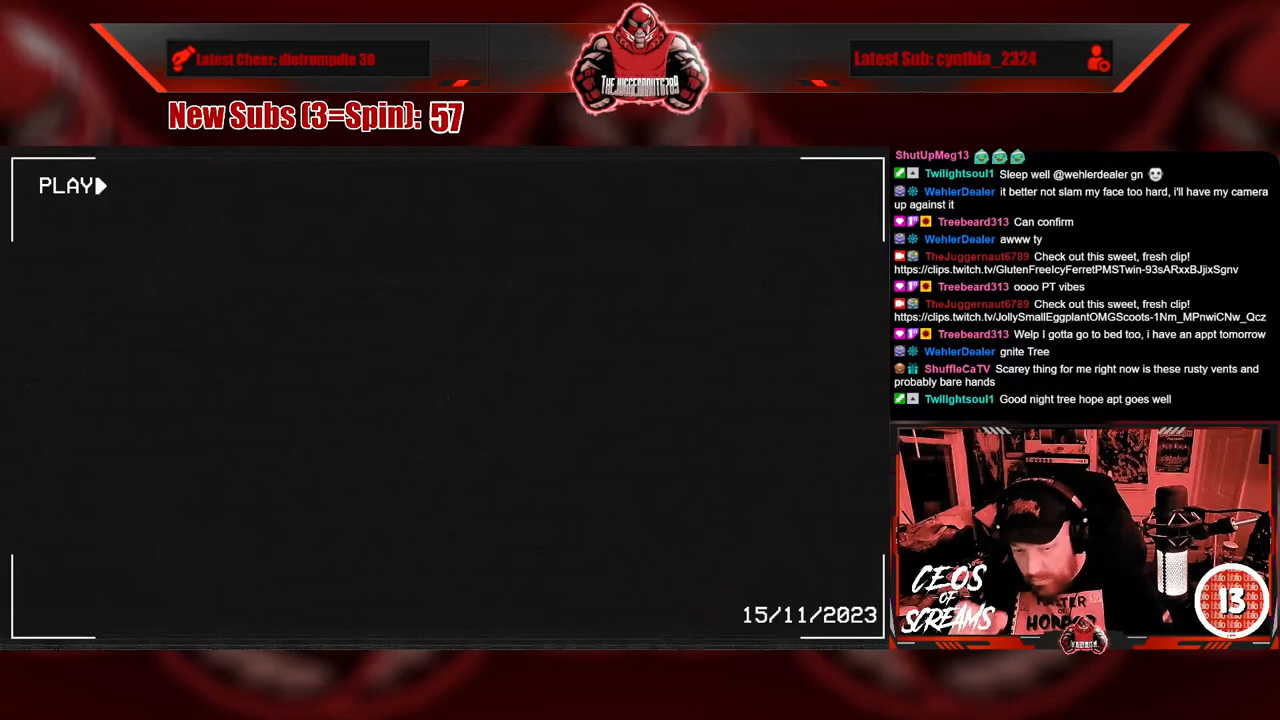 Latest Cheer: dietrumpdie 30
THEJUGGERNAUT6789
Latest Sub: cynthia_2324
New Subs (3=Spin): 57
PLAY
15/11/2023
ShutUpMeg13
Twilightsoul1 Sleep well @wehlerdealer gn
WehlerDealer it better not slam my face too hard, i'll have my camera
up against it
Treebeard313 Can confirm
WehlerDealer awww ty
TheJuggernaut6789 Check out this sweet, fresh clip!
https://clips.twitch.tv/GlutenFreeIcyFerretPMSTwin-93sARxxBJjixSgnv
Treebeard313 oooo PT vibes
TheJuggernaut6789 Check out this sweet, fresh clip!
https://clips.twitch.tv/JollySmallEggplantOMGScoots-1Nm_MPnwiCNw_Qcz
Treebeard313 Welp I gotta go to bed too, i have an appt tomorrow
WehlerDealer gnite Tree
ShuffleCaTV Scarey thing for me right now is these rusty vents and
probably bare hands
Twilightsoul1 Good night tree hope apt goes well
CEOS
OF
SCREAMS
HORROR
13